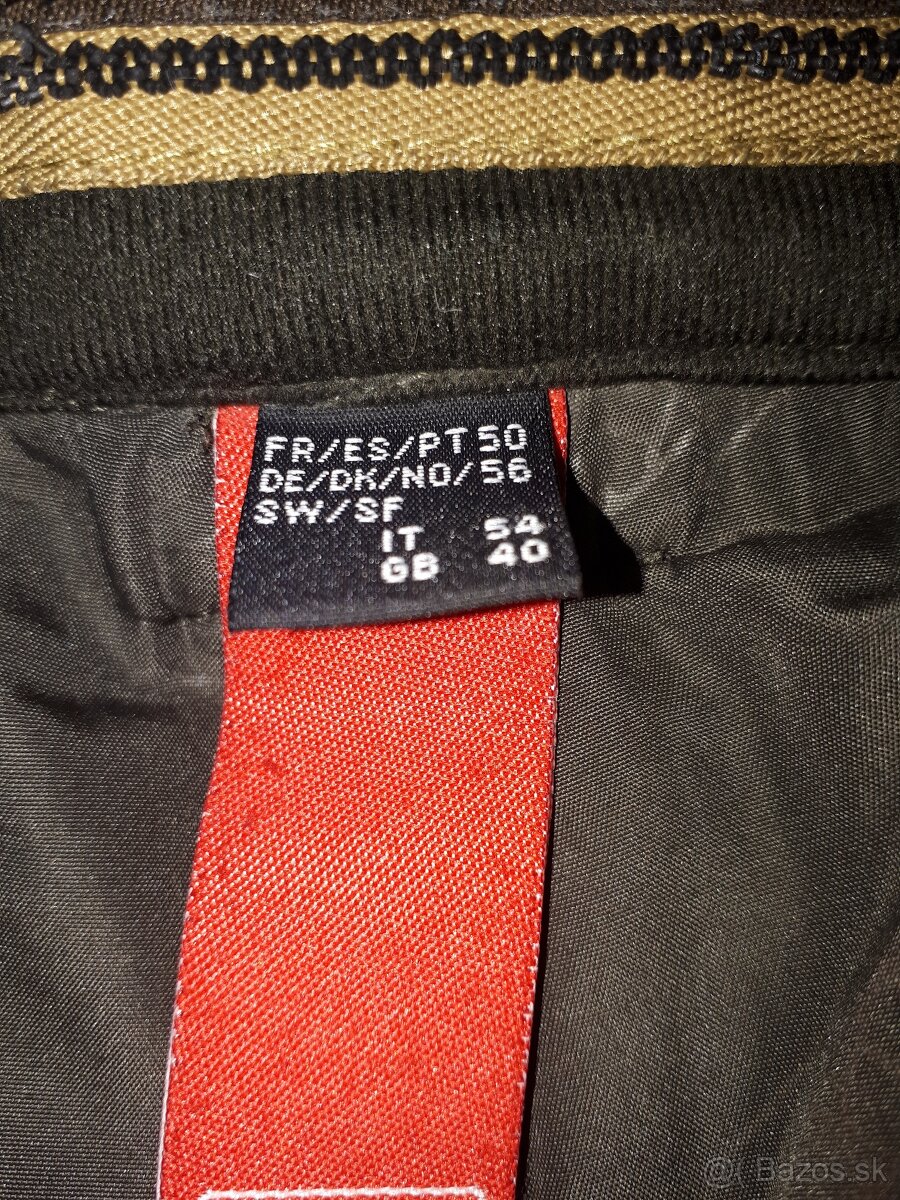 FR/ES/PT 50
DE/DK/NO/ 56
SW/SF
IT 54
GB 40
Bazos.sk